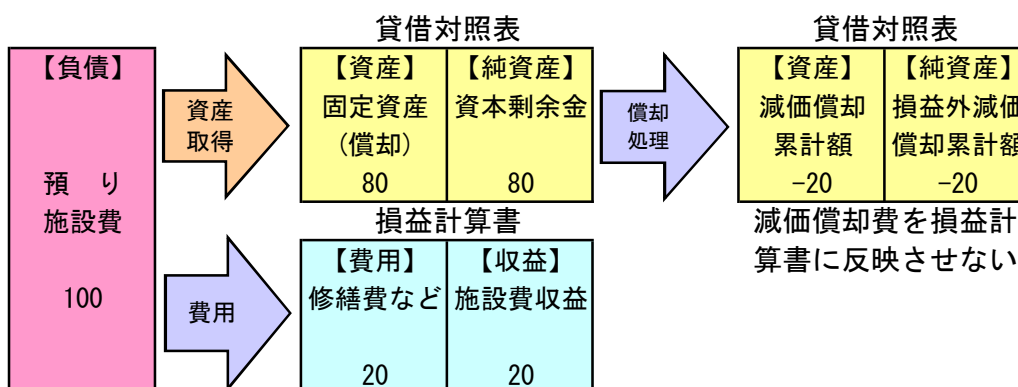 【負債】
預 り
施設費
100
資産
取得
費用
貸借対照表
【資産】
固定資産
(償却)
80
【純資産】
資本剰余金
80
損益計算書
【費用】
修繕費など
20
【収益】
施設費収益
20
償却
処理
貸借対照表
【資産】
減価償却
累計額
-20
【純資産】
損益外減価
償却累計額
-20
減価償却費を損益計
算書に反映させない